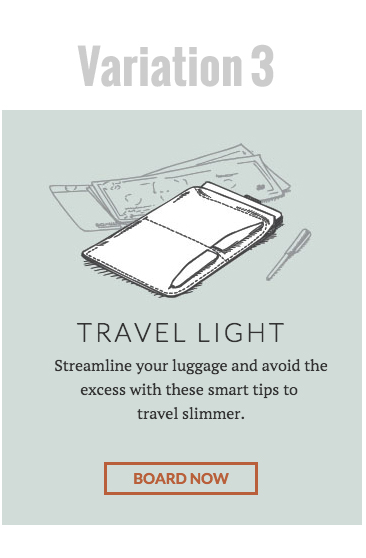 Variation 3
TRAVEL LIGHT
Streamline your luggage and avoid the
excess with these smart tips to
travel slimmer.
BOARD NOW